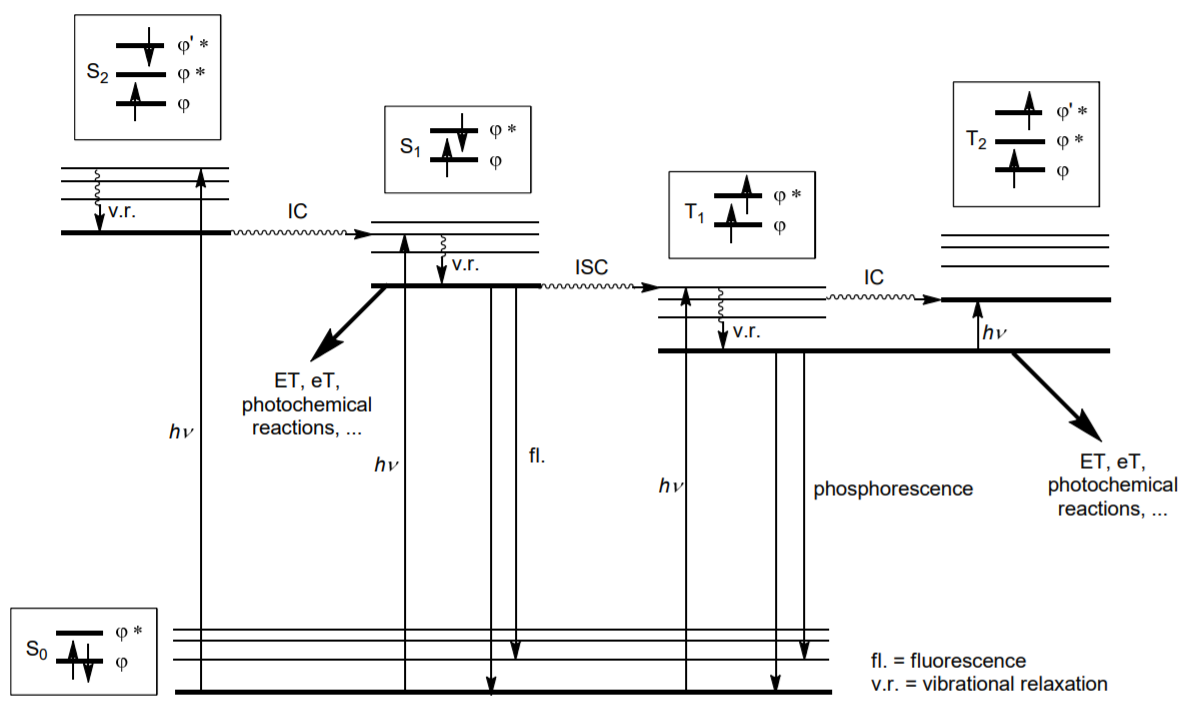 S₂
φ' *
φ *
φ
S₁
φ *
φ
T₁
φ *
φ
T₂
φ' *
φ *
φ
v.r.
IC
v.r.
ISC
v.r.
IC
hν
ET, eT,
photochemical
reactions, ...
hν
hν
fl.
hν
phosphorescence
ET, eT,
photochemical
reactions, ...
S₀
φ *
φ
fl. = fluorescence
v.r. = vibrational relaxation